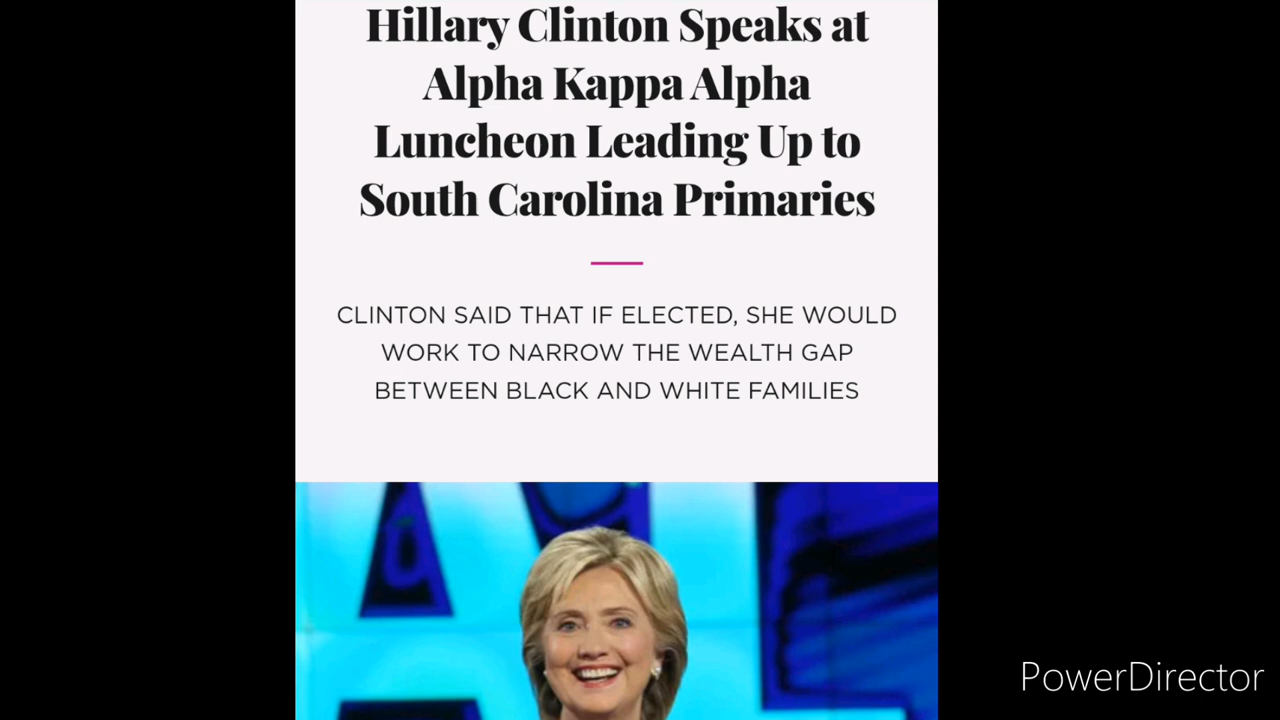 Hillary Clinton Speaks at
Alpha Kappa Alpha
Luncheon Leading Up to
South Carolina Primaries
CLINTON SAID THAT IF ELECTED, SHE WOULD
WORK TO NARROW THE WEALTH GAP
BETWEEN BLACK AND WHITE FAMILIES
PowerDirector